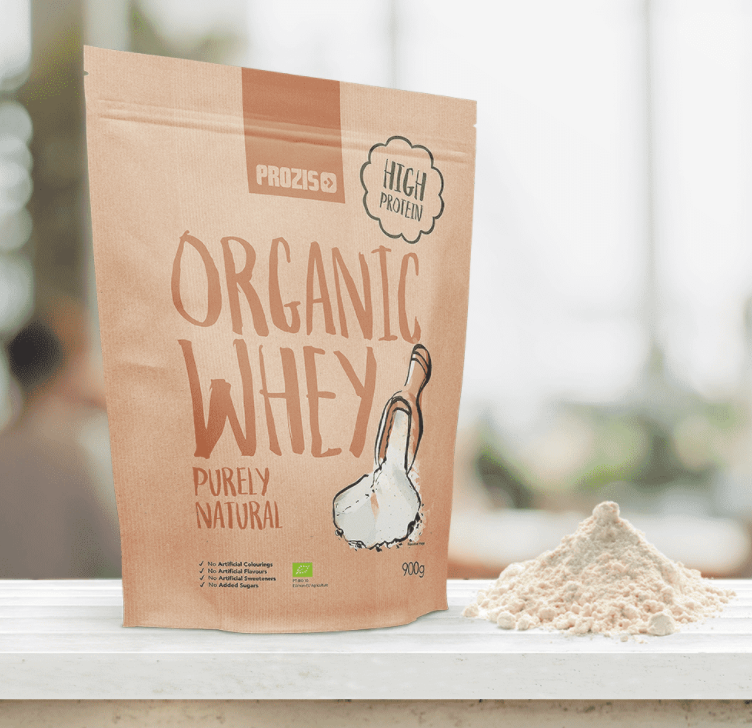 PROZIS
HIGH
PROTEIN
ORGANIC
WHEY
PURELY
NATURAL
✓ No Artificial Colourings
✓ No Artificial Flavours
✓ No Artificial Sweeteners
✓ No Added Sugars
900g